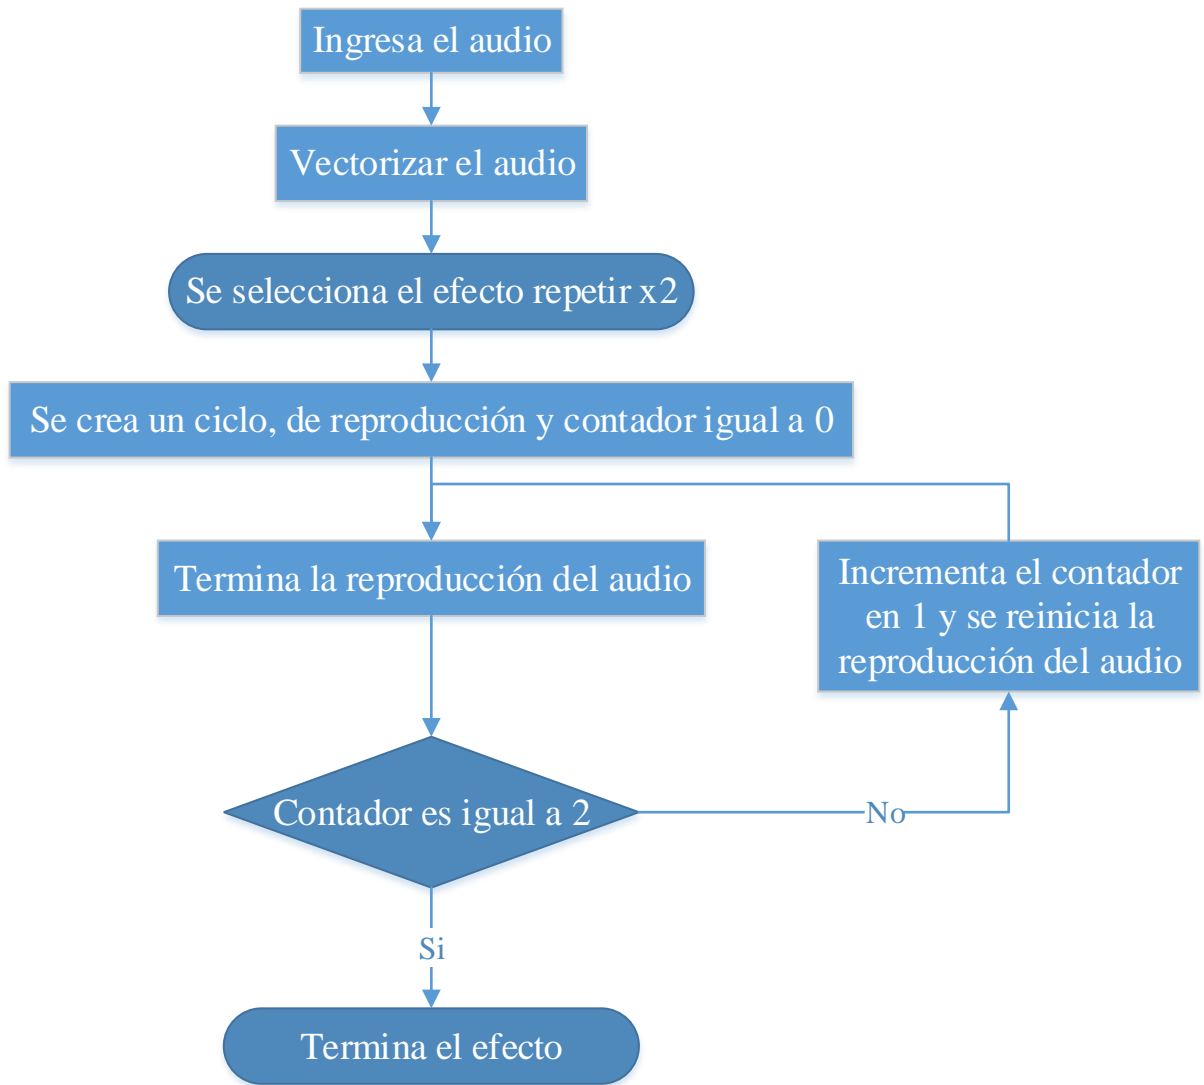 Ingresa el audio
Vectorizar el audio
Se selecciona el efecto repetir x2
Se crea un ciclo, de reproducción y contador igual a 0
Termina la reproducción del audio
Incrementa el contador
en 1 y se reinicia la
reproducción del audio
Contador es igual a 2
No
Si
Termina el efecto